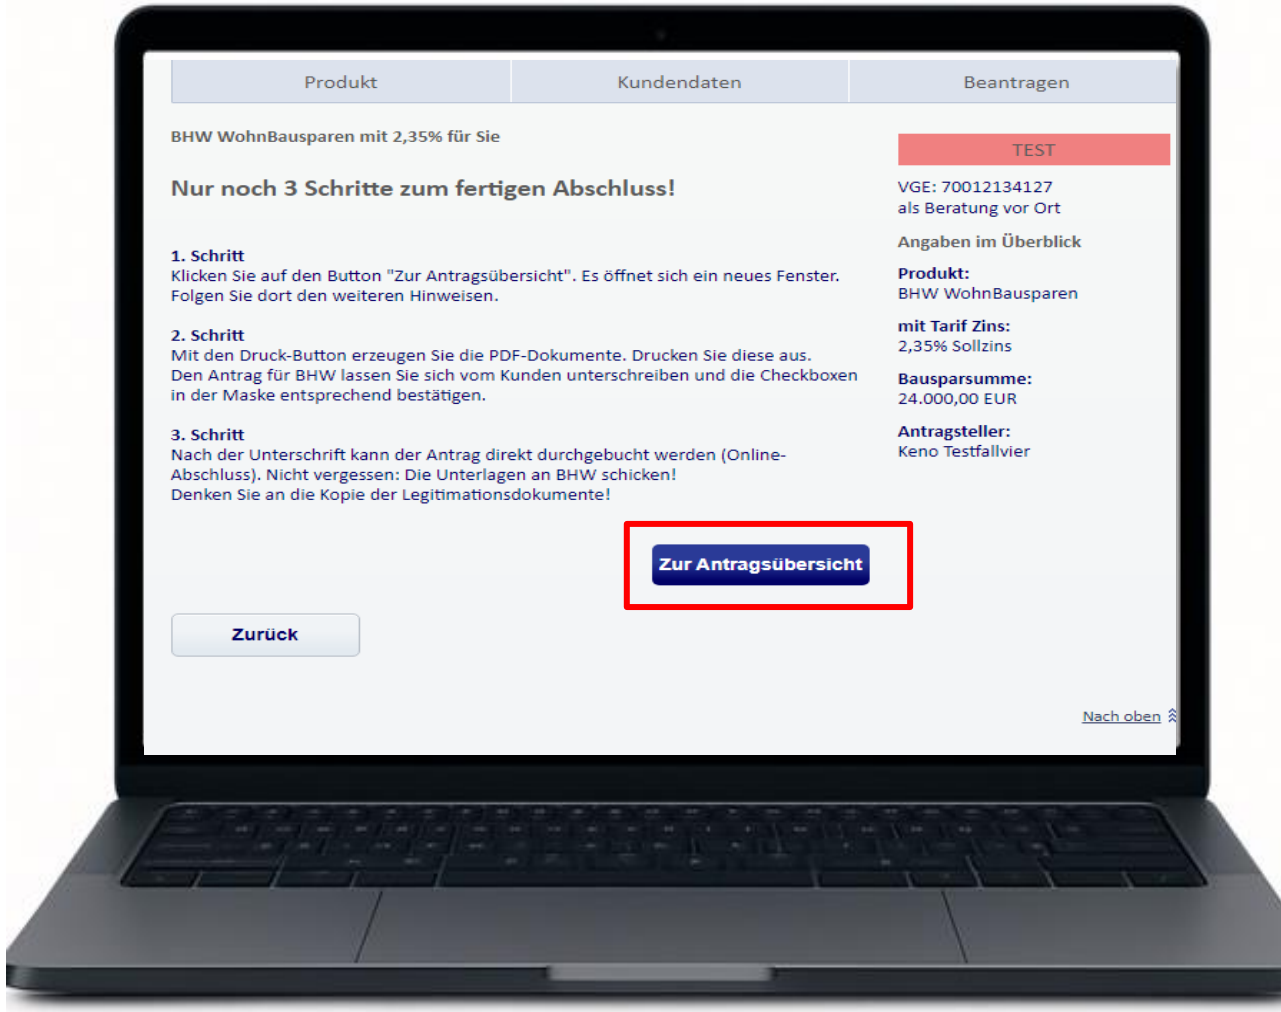 Produkt
Kundendaten
Beantragen
BHW WohnBausparen mit 2,35% für Sie
Nur noch 3 Schritte zum fertigen Abschluss!
1. Schritt
Klicken Sie auf den Button "Zur Antragsübersicht". Es öffnet sich ein neues Fenster.
Folgen Sie dort den weiteren Hinweisen.
2. Schritt
Mit den Druck-Button erzeugen Sie die PDF-Dokumente. Drucken Sie diese aus.
Den Antrag für BHW lassen Sie sich vom Kunden unterschreiben und die Checkboxen
in der Maske entsprechend bestätigen.
3. Schritt
Nach der Unterschrift kann der Antrag direkt durchgebucht werden (Online-
Abschluss). Nicht vergessen: Die Unterlagen an BHW schicken!
Denken Sie an die Kopie der Legitimationsdokumente!
Zur Antragsübersicht
Zurück
TEST
VGE: 70012134127
als Beratung vor Ort
Angaben im Überblick
Produkt:
BHW WohnBausparen
mit Tarif Zins:
2,35% Sollzins
Bausparsumme:
24.000,00 EUR
Antragsteller:
Keno Testfallvier
Nach oben